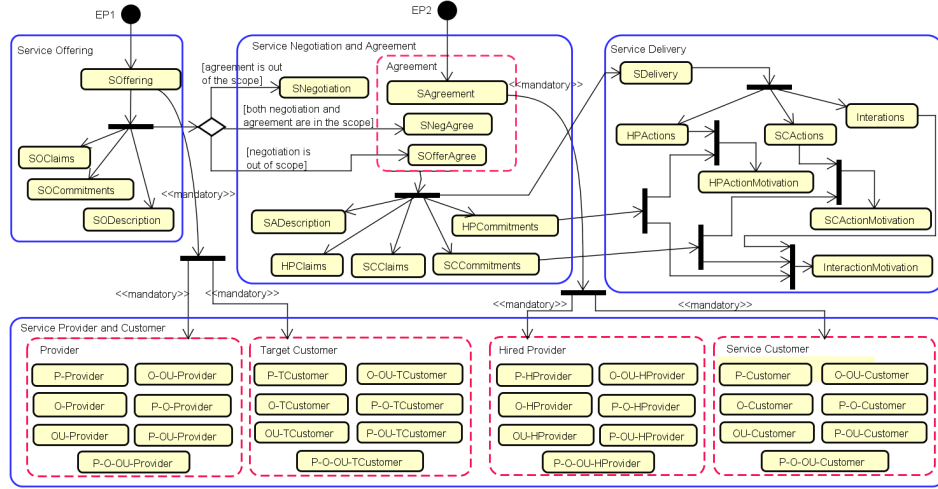 EP1
EP2
Service Offering
SOffering
SOClaims
SOCommitments
SODescription
<<mandatory>>
[agreement is out
of the scope]
[both negotiation and
agreement are in the scope]
[negotiation is
out of scope]
Service Negotiation and Agreement
SNegotiation
Agreement
SAgreement
<<mandatory>>
SNegAgree
SOfferAgree
SADescription
HPCommitments
HPClaims
SCClaims
SCCommitments
Service Delivery
SDelivery
Interations
HPActions
SCActions
HPActionMotivation
SCActionMotivation
InteractionMotivation
<<mandatory>>
<<mandatory>>
<<mandatory>>
<<mandatory>>
Service Provider and Customer
Provider
P-Provider
O-OU-Provider
O-Provider
P-O-Provider
OU-Provider
P-OU-Provider
P-O-OU-Provider
Target Customer
P-TCustomer
O-OU-TCustomer
O-TCustomer
P-O-TCustomer
OU-TCustomer
P-OU-TCustomer
P-O-OU-TCustomer
Hired Provider
P-HProvider
O-OU-HProvider
O-HProvider
P-O-HProvider
OU-HProvider
P-OU-HProvider
P-O-OU-HProvider
Service Customer
P-Customer
O-OU-Customer
O-Customer
P-O-Customer
OU-Customer
P-OU-Customer
P-O-OU-Customer